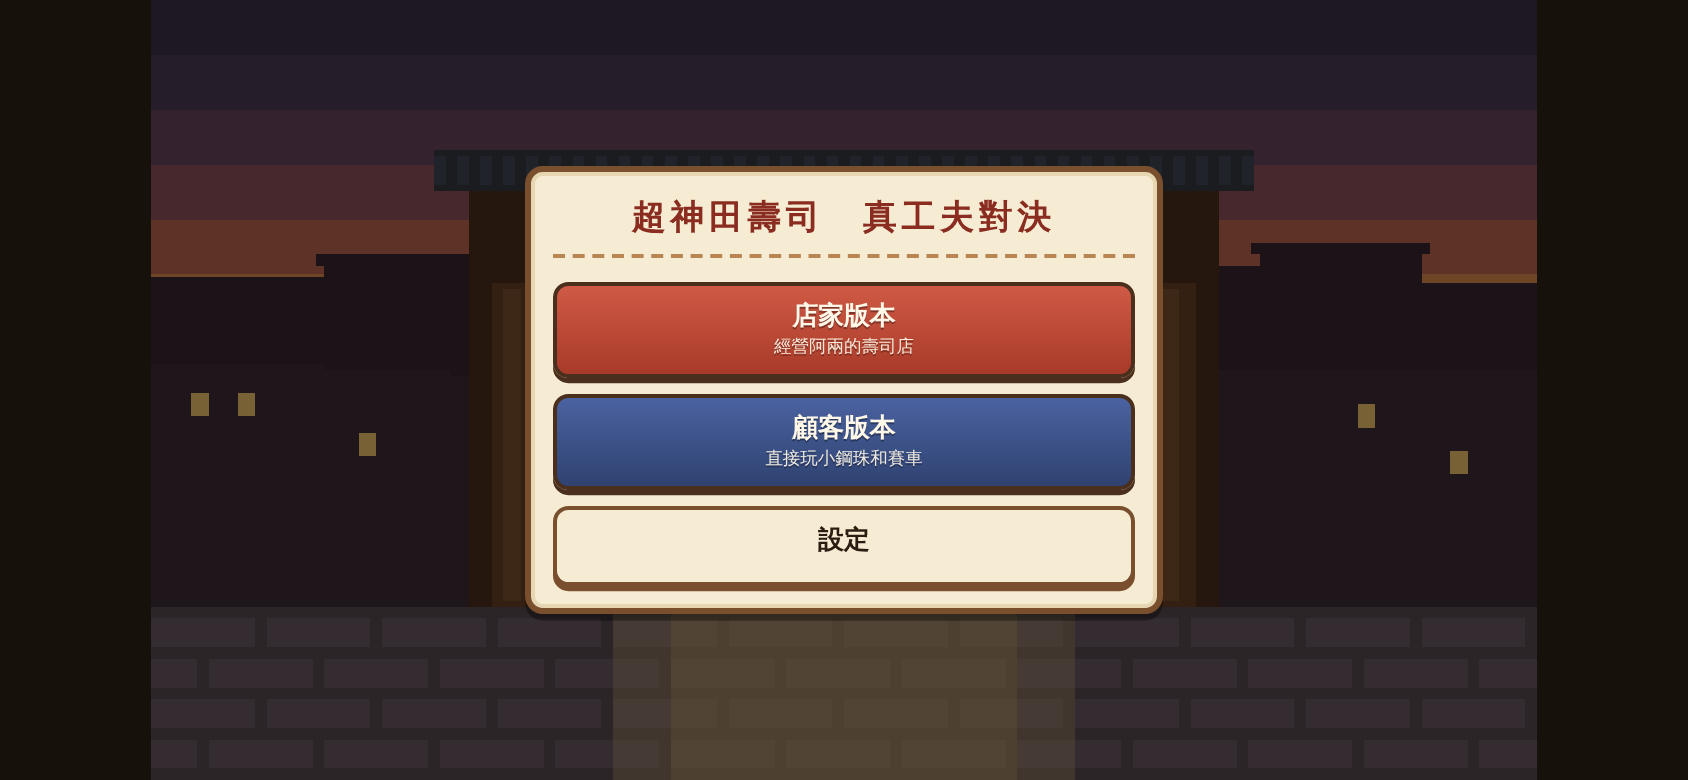 超神田壽司　真工夫對決
店家版本
經營阿兩的壽司店
顧客版本
直接玩小鋼珠和賽車
設定